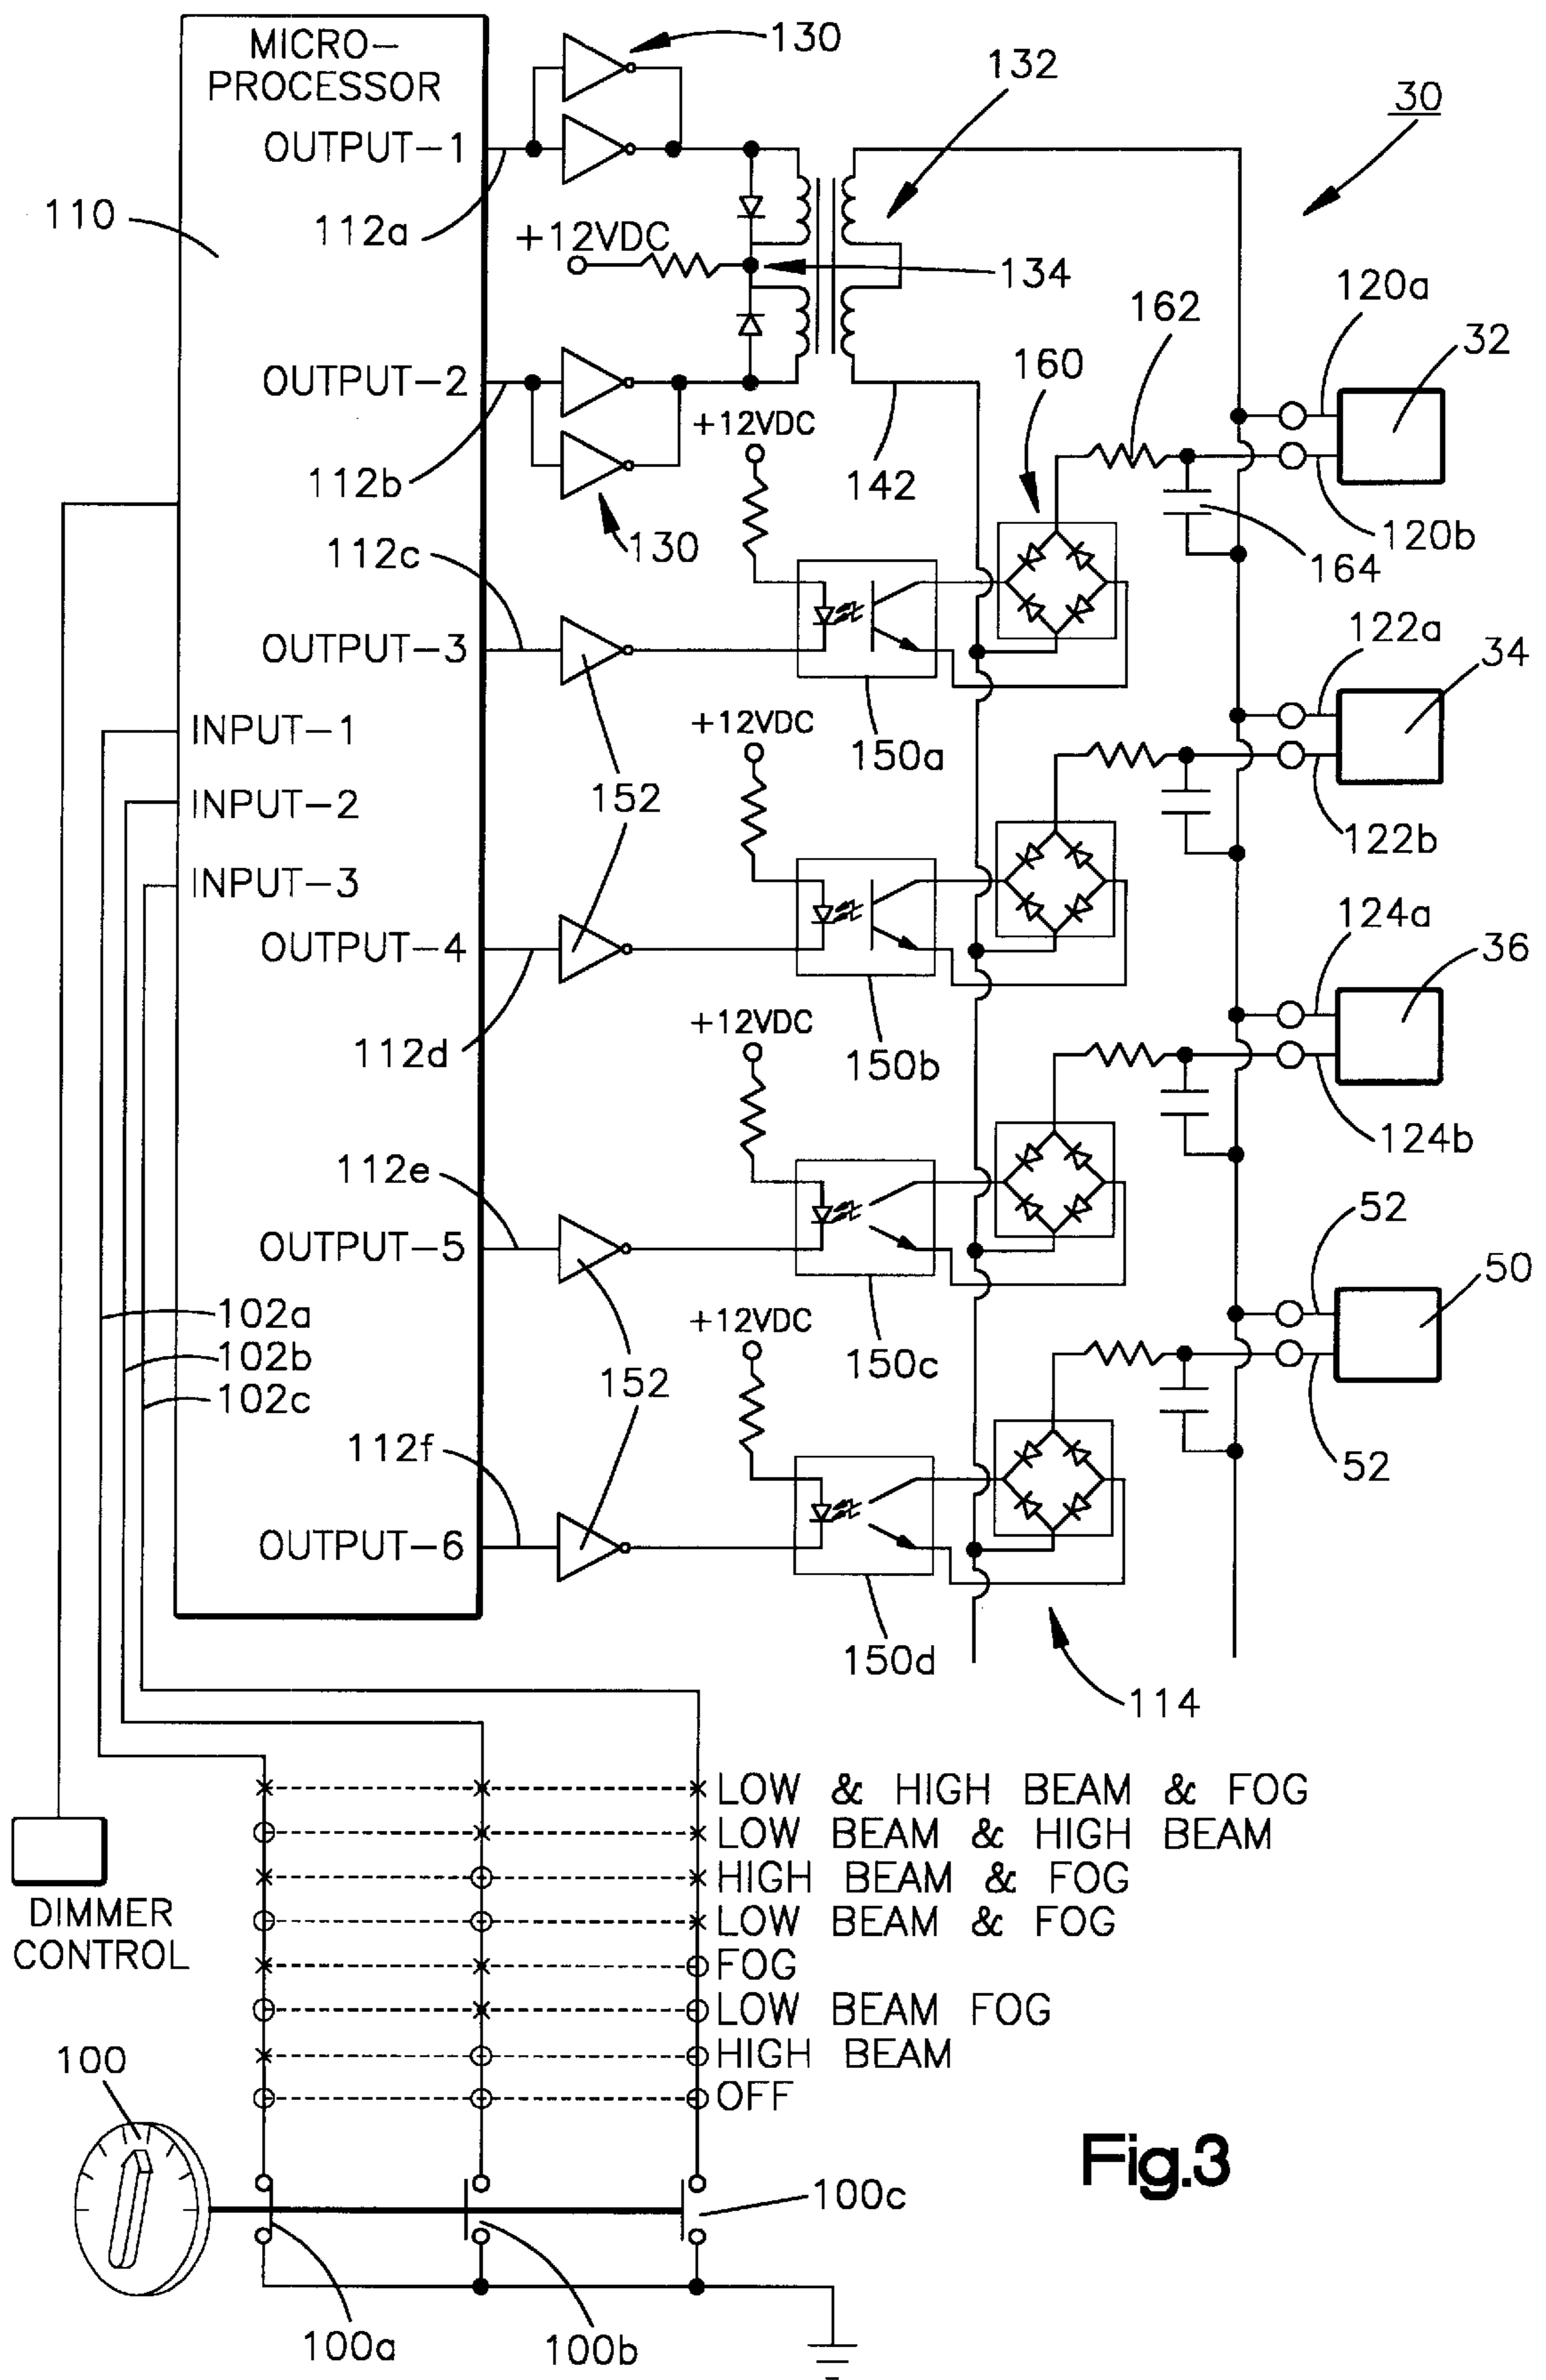 MICRO-
PROCESSOR
130
132
30
OUTPUT-1
110
112a
+12VDC
134
120a
162
32
160
OUTPUT-2
+12VDC
112b
142
120b
130
112c
164
OUTPUT-3
122a
34
INPUT-1
+12VDC
150a
152
INPUT-2
122b
INPUT-3
124a
OUTPUT-4
36
+12VDC
112d
150b
124b
112e
52
OUTPUT-5
50
102a
+12VDC
102b
150c
152
102c
112f
52
OUTPUT-6
150d
114
LOW & HIGH BEAM & FOG
LOW BEAM & HIGH BEAM
HIGH BEAM & FOG
DIMMER
CONTROL
LOW BEAM & FOG
FOG
LOW BEAM FOG
100
HIGH BEAM
OFF
Fig.3
100c
100a
100b